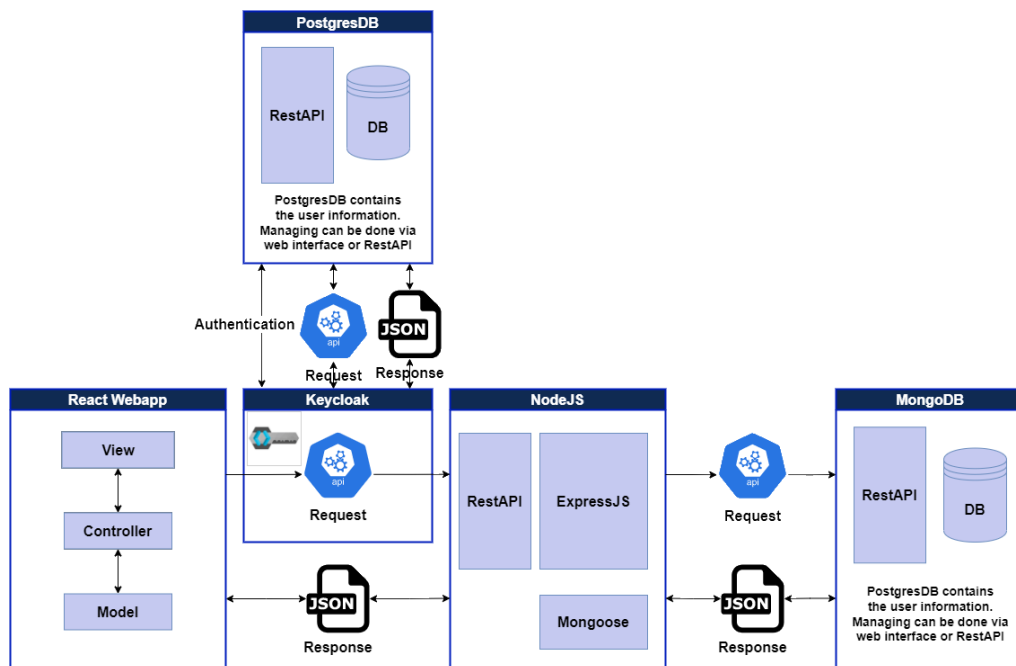 PostgresDB
RestAPI
DB
PostgresDB contains
the user information.
Managing can be done via
web interface or RestAPI
Authentication
api
JSON
Request
Response
React Webapp
View
Controller
Model
Keycloak
api
Request
JSON
Response
NodeJS
RestAPI
ExpressJS
Mongoose
api
Request
JSON
Response
MongoDB
RestAPI
DB
PostgresDB contains
the user information.
Managing can be done via
web interface or RestAPI